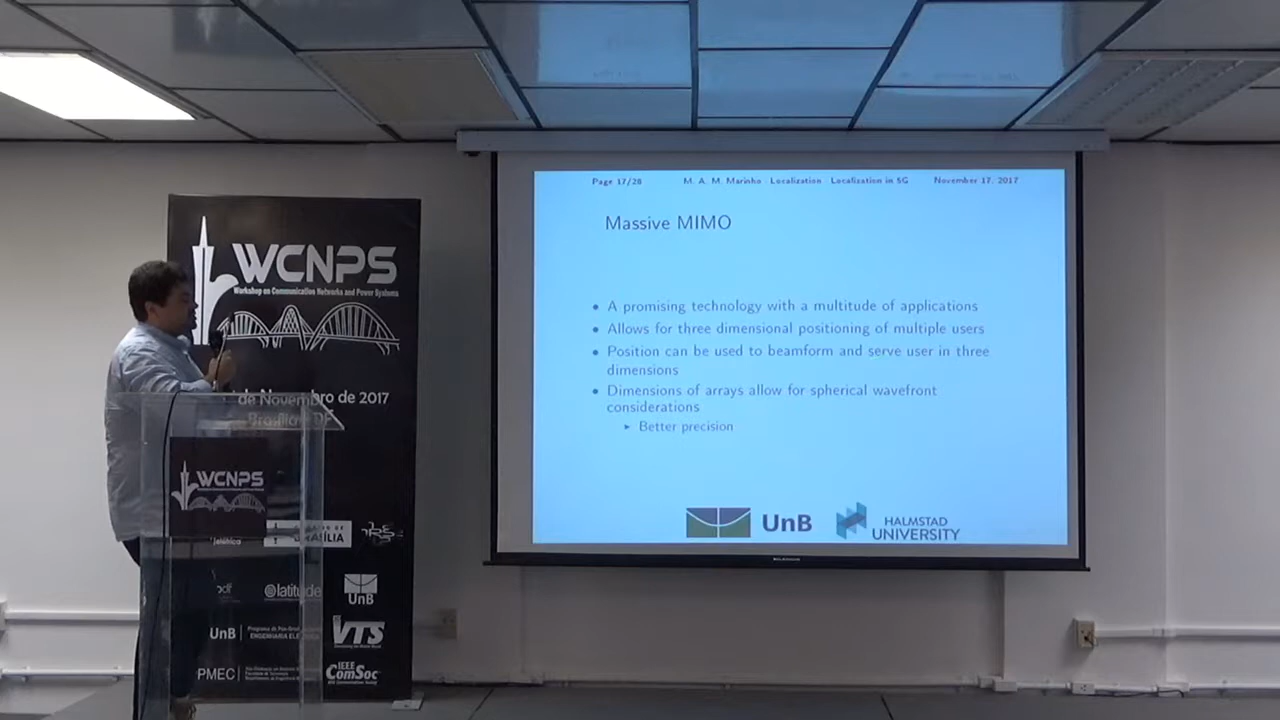 Page 17/28 M. A. M. Marinho Localization Localization in 5G November 17, 2017
Massive MIMO
• A promising technology with a multitude of applications
• Allows for three dimensional positioning of multiple users
• Position can be used to beamform and serve user in three
dimensions
• Dimensions of arrays allow for spherical wavefront
considerations
▸ Better precision
UnB
HALMSTAD
UNIVERSITY
WCNPS
Workshop on Communication Networks and Power Systems
de Novembro de 2017
WCNPS
latitude
UnB
UnB
VTS
PMEC
IEEE
ComSoc